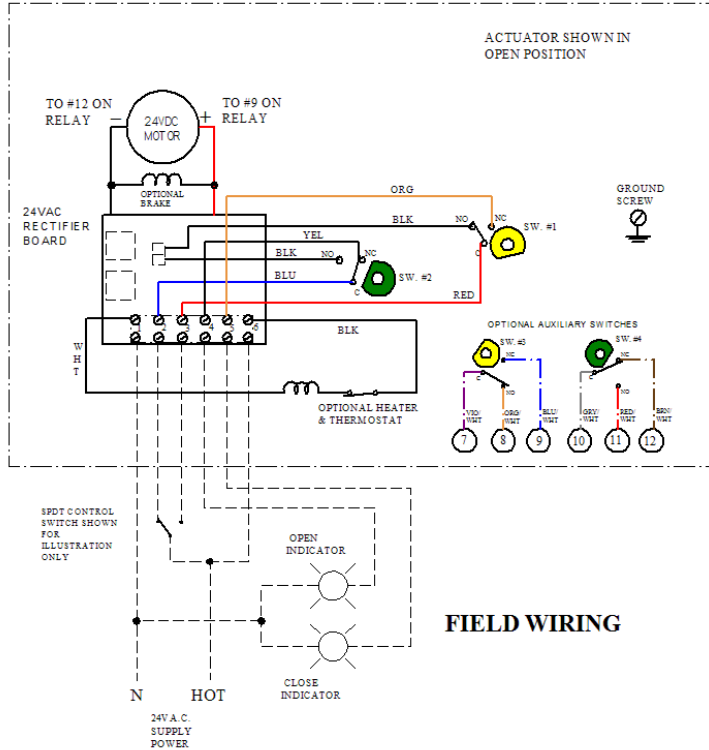 ACTUATOR SHOWN IN
OPEN POSITION
TO #12 ON
RELAY
−
24VDC
MOTOR
+
TO #9 ON
RELAY
OPTIONAL
BRAKE
24VAC
RECTIFIER
BOARD
ORG
BLK
NO
NC
SW. #1
C
YEL
BLK
NO
NC
SW. #2
BLU
C
RED
GROUND
SCREW
1 2 3 4 5 6
BLK
WHT
OPTIONAL HEATER
& THERMOSTAT
OPTIONAL AUXILIARY SWITCHES
SW. #3
NC
C
NO
SW. #4
NC
C
NO
VIO/
WHT
ORG/
WHT
BLU/
WHT
GRY/
WHT
RED/
WHT
BRN/
WHT
7 8 9 10 11 12
SPDT CONTROL
SWITCH SHOWN
FOR
ILLUSTRATION
ONLY
OPEN
INDICATOR
FIELD WIRING
CLOSE
INDICATOR
N
HOT
24V A.C.
SUPPLY
POWER